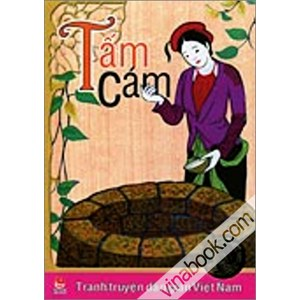 Tấm
Cám
Tranh truyện dân gian Việt Nam
vinabook.com